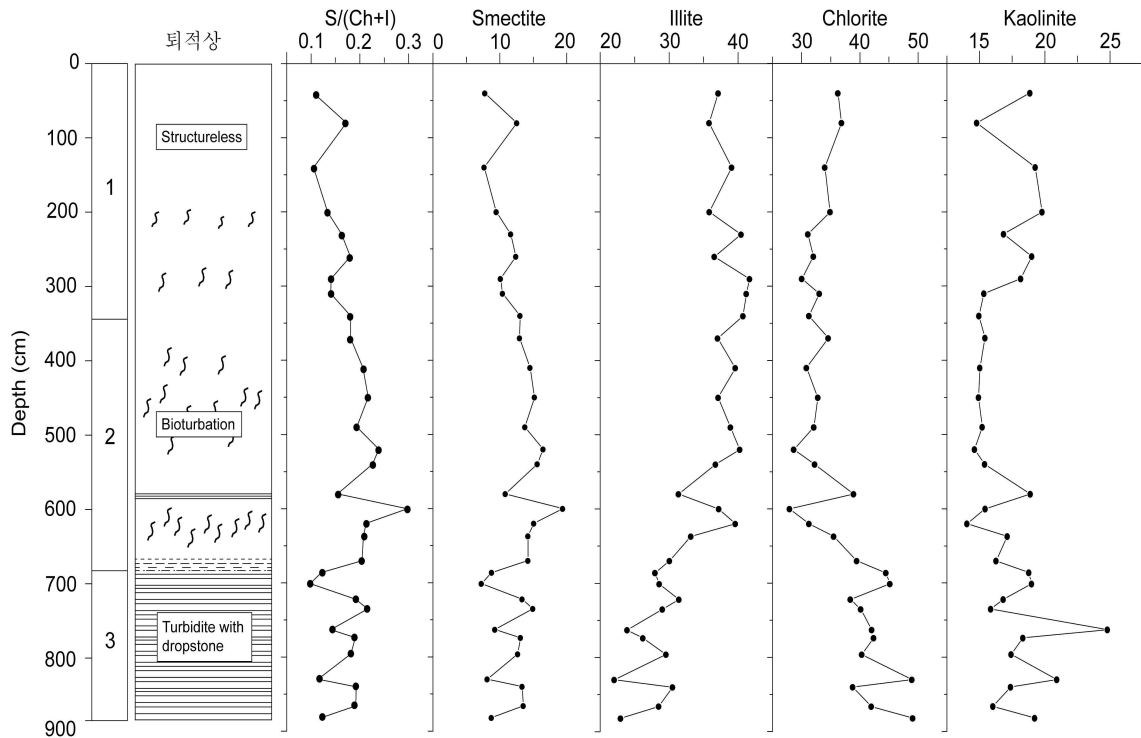 퇴적상
S/(Ch+I)
0.1 0.2 0.3
Smectite
0 10 20
Illite
20 30 40
Chlorite
30 40 50
Kaolinite
15 20 25
Depth (cm)
0
100
200
300
400
500
600
700
800
900
1
2
3
Structureless
Bioturbation
Turbidite with
dropstone